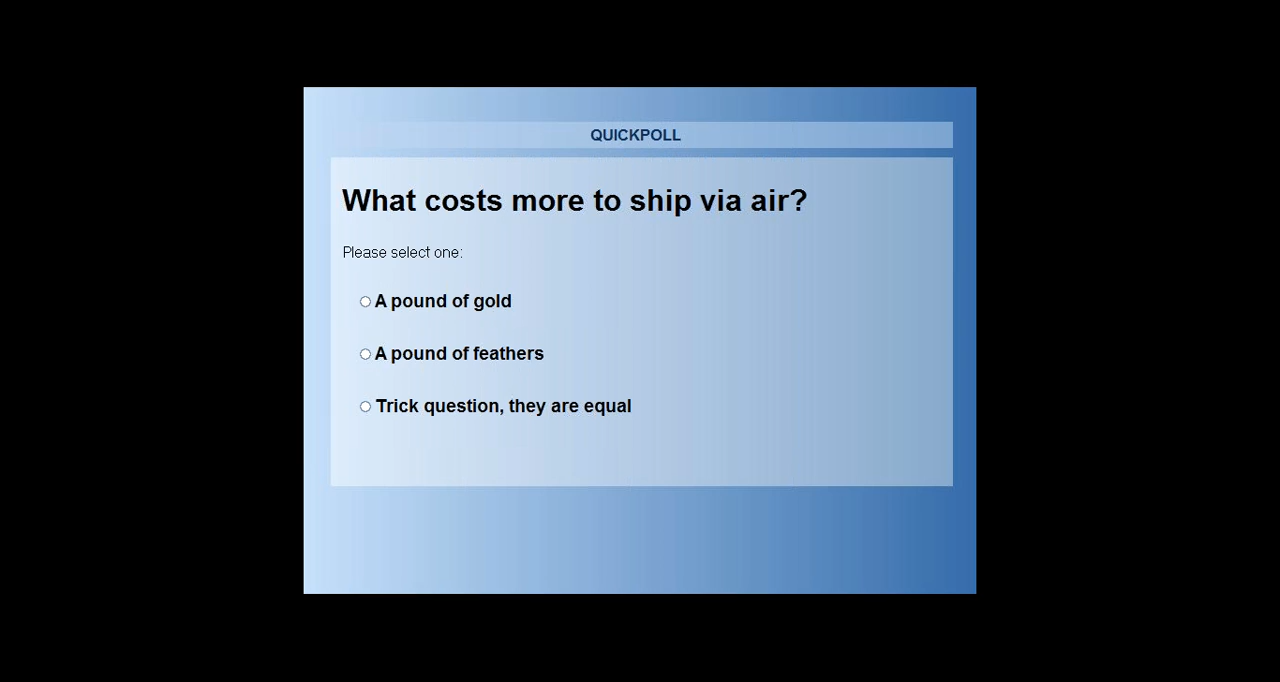 QUICKPOLL
What costs more to ship via air?
Please select one:
A pound of gold
A pound of feathers
Trick question, they are equal